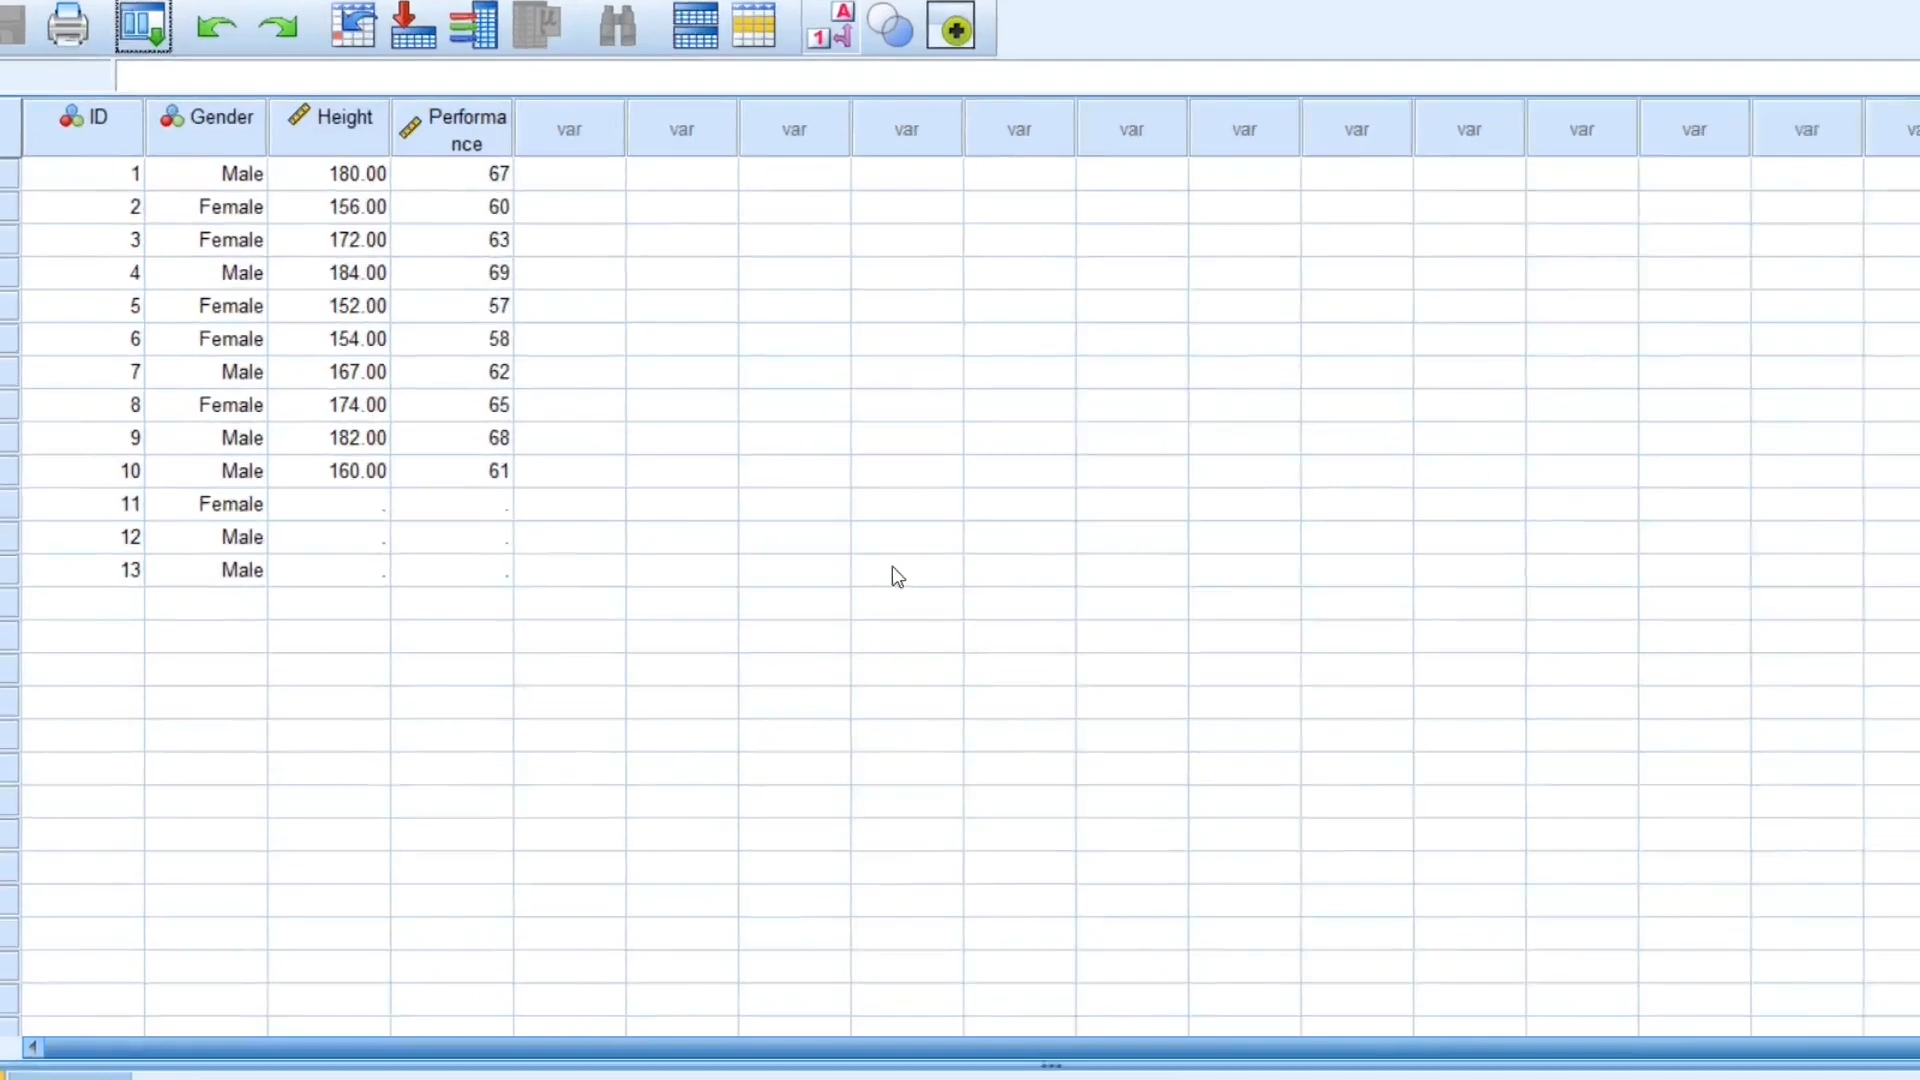 A
1
μ
ID Gender Height Performa
nce var var var var var var var var var var var var va
1 Male 180.00 67
2 Female 156.00 60
3 Female 172.00 63
4 Male 184.00 69
5 Female 152.00 57
6 Female 154.00 58
7 Male 167.00 62
8 Female 174.00 65
9 Male 182.00 68
10 Male 160.00 61
11 Female . .
12 Male . .
13 Male . .